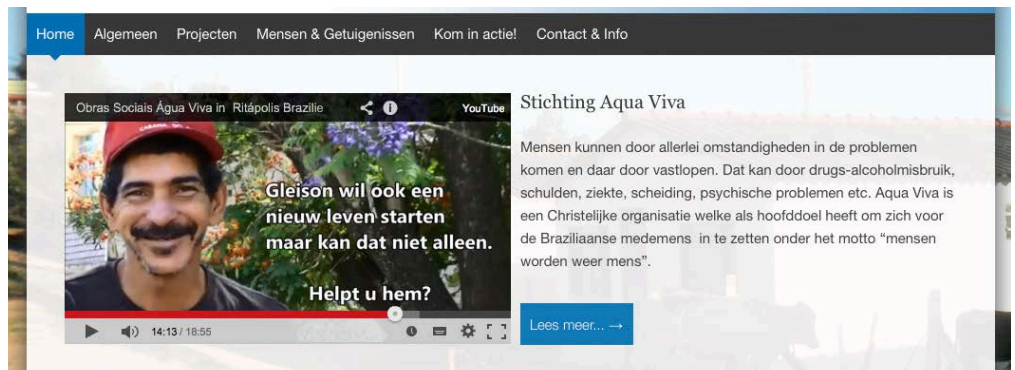 Home Algemeen Projecten Mensen & Getuigenissen Kom in actie! Contact & Info
Obras Sociais Água Viva in Ritápolis Brazilie
YouTube
Gleison wil ook een
nieuw leven starten
maar kan dat niet alleen.
Helpt u hem?
14:13 / 18:55
Stichting Aqua Viva
Mensen kunnen door allerlei omstandigheden in de problemen
komen en daar door vastlopen. Dat kan door drugs-alcoholmisbruik,
schulden, ziekte, scheiding, psychische problemen etc. Aqua Viva is
een Christelijke organisatie welke als hoofddoel heeft om zich voor
de Braziliaanse medemens in te zetten onder het motto “mensen
worden weer mens”.
Lees meer... →